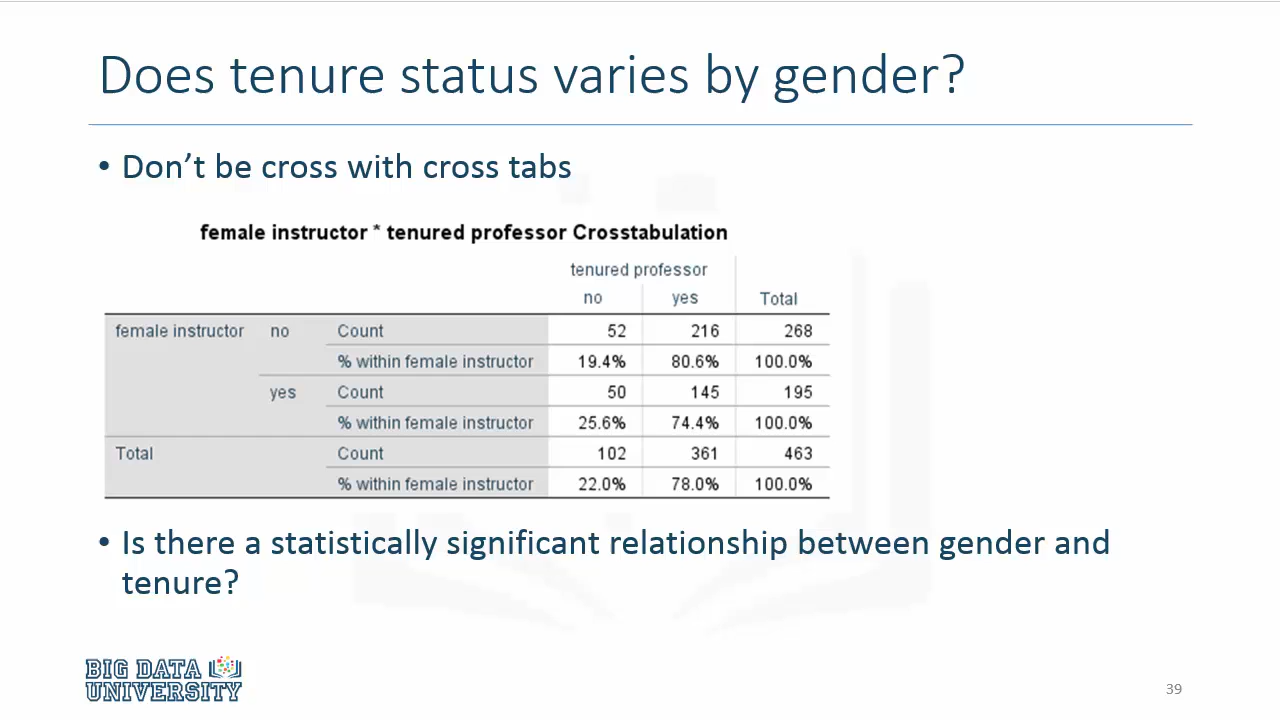 Does tenure status varies by gender?
• Don’t be cross with cross tabs
female instructor * tenured professor Crosstabulation
tenured professor
no yes Total
female instructor no Count 52 216 268
% within female instructor 19.4% 80.6% 100.0%
yes Count 50 145 195
% within female instructor 25.6% 74.4% 100.0%
Total Count 102 361 463
% within female instructor 22.0% 78.0% 100.0%
• Is there a statistically significant relationship between gender and
tenure?
BIG DATA
UNIVERSITY
39